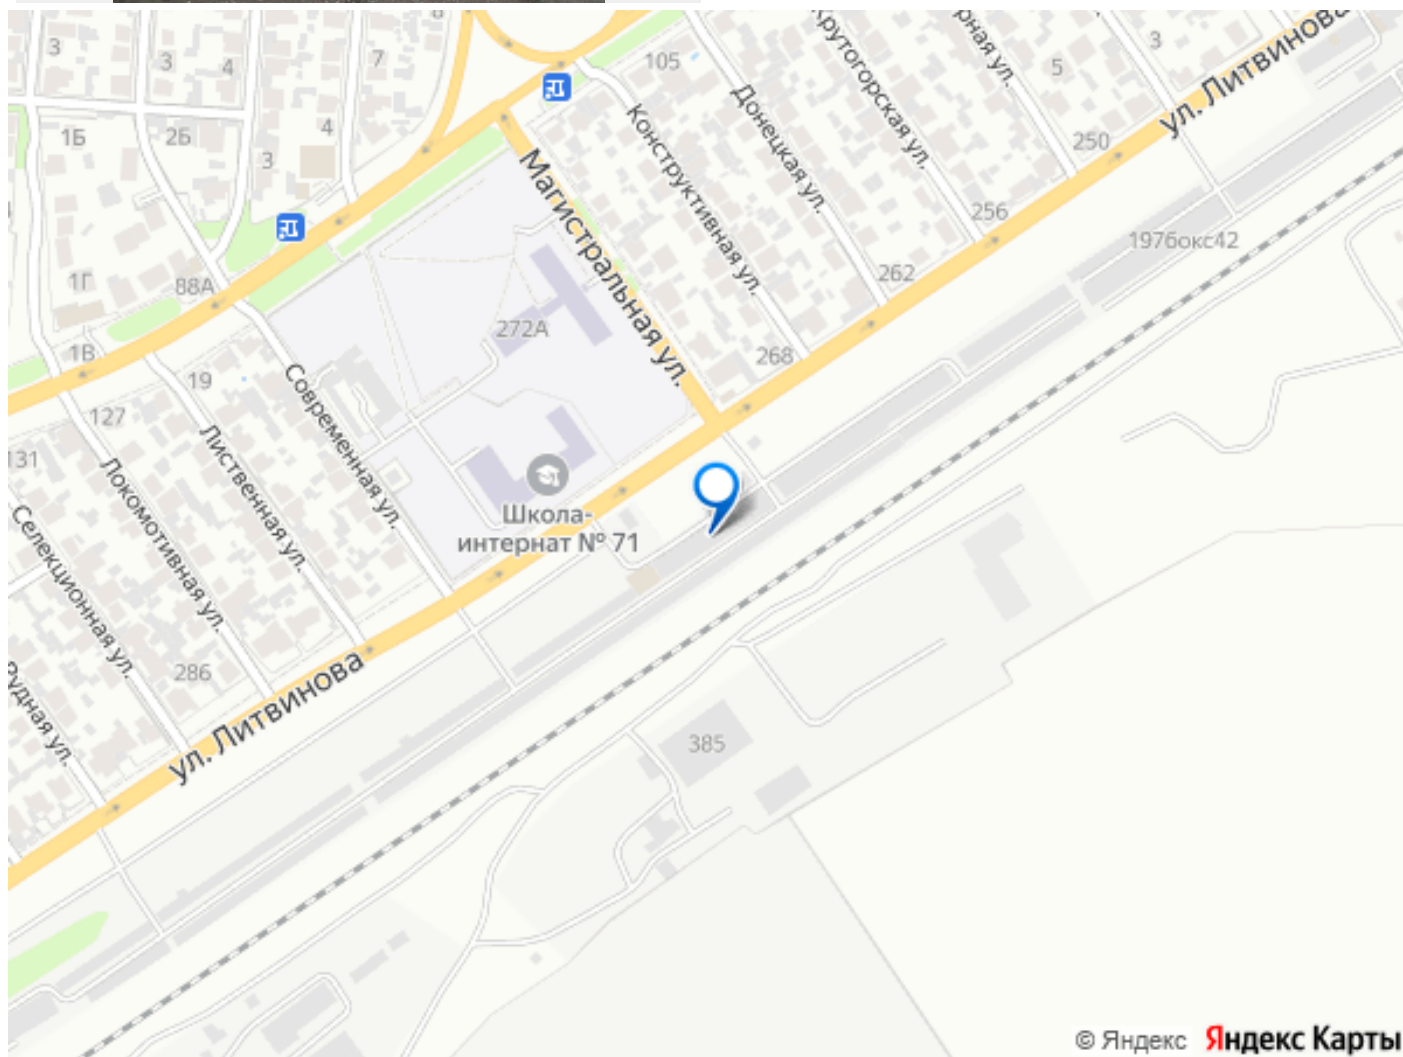 8
3
3
4
7
105
3
5
ул. Литвинова
Крутогорская ул.
Донецкая ул.
Конструктивная ул.
Магистральная ул.
1Б
2Б
3
4
250
256
262
268
197бокс42
1Г
88А
1В
272А
19
127
131
Современная ул.
Лиственная ул.
Локомотивная ул.
Селекционная ул.
Рудная ул.
Школа-
интернат № 71
286
ул. Литвинова
385
© Яндекс Яндекс Карты